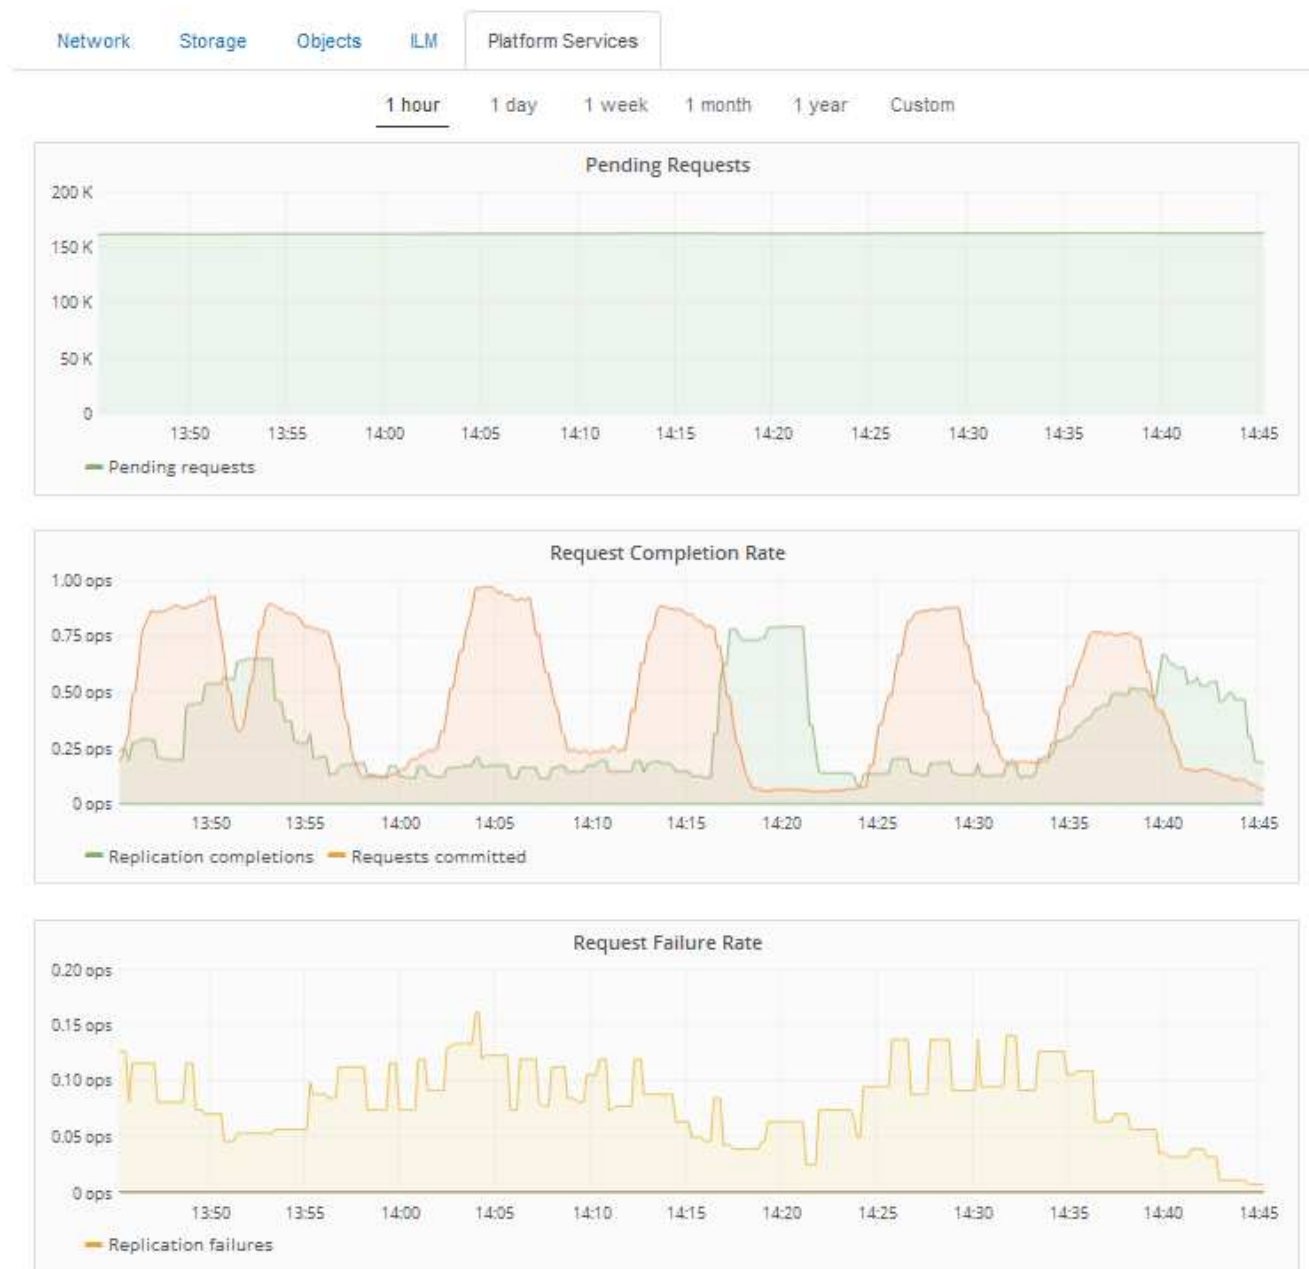 Network Storage Objects ILM Platform Services
1 hour 1 day 1 week 1 month 1 year Custom
Pending Requests
200 K
150 K
100 K
50 K
0
13:50 13:55 14:00 14:05 14:10 14:15 14:20 14:25 14:30 14:35 14:40 14:45
Pending requests
Request Completion Rate
1.00 ops
0.75 ops
0.50 ops
0.25 ops
0 ops
13:50 13:55 14:00 14:05 14:10 14:15 14:20 14:25 14:30 14:35 14:40 14:45
Replication completions Requests committed
Request Failure Rate
0.20 ops
0.15 ops
0.10 ops
0.05 ops
0 ops
13:50 13:55 14:00 14:05 14:10 14:15 14:20 14:25 14:30 14:35 14:40 14:45
Replication failures